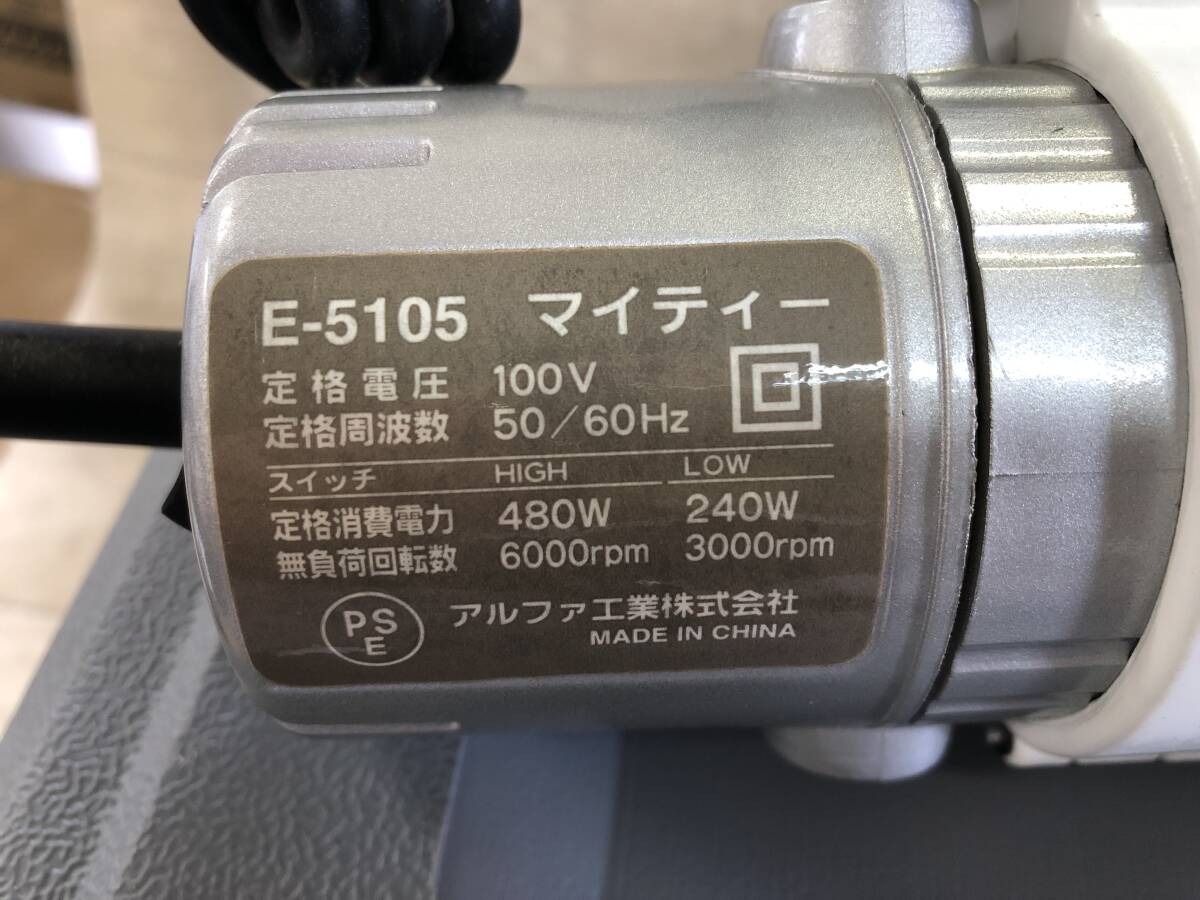 E-5105 マイティー
定格電圧 100V
定格周波数 50/60Hz
スイッチ HIGH LOW
定格消費電力 480W 240W
無負荷回転数 6000rpm 3000rpm
PSE アルファ工業株式会社
MADE IN CHINA